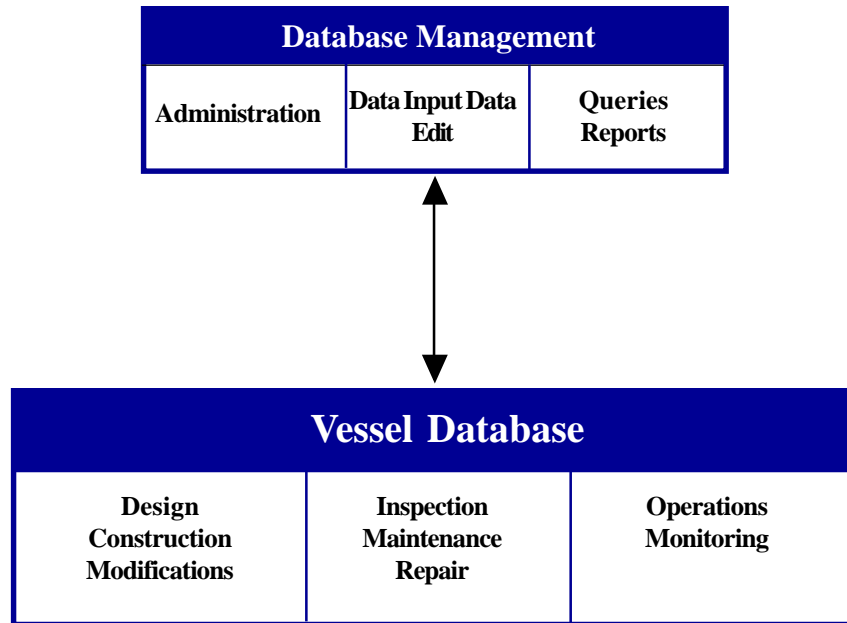 Database Management
Administration
Data Input Data
Edit
Queries
Reports
Vessel Database
Design
Construction
Modifications
Inspection
Maintenance
Repair
Operations
Monitoring